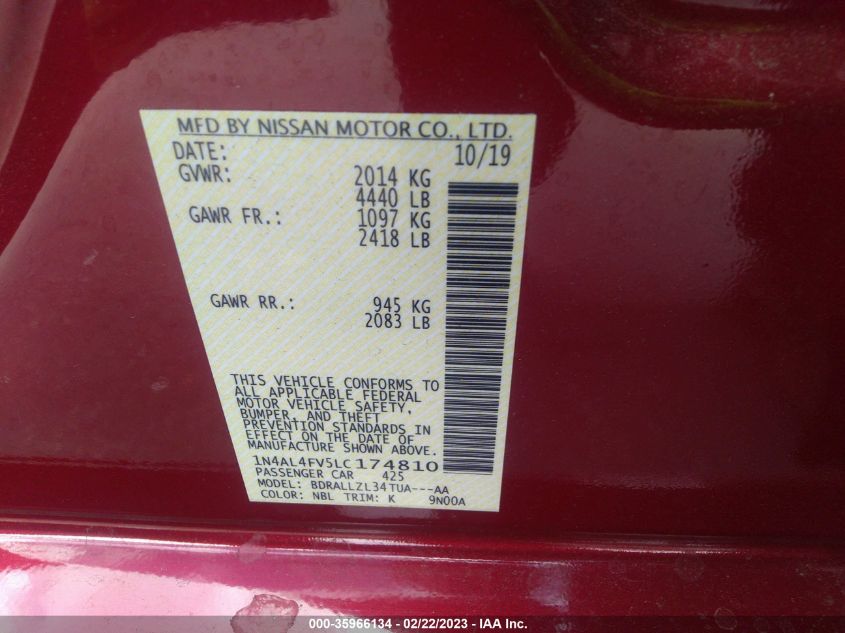 MFD BY NISSAN MOTOR CO., LTD.
DATE: 10/19
GVWR: 2014 KG
4440 LB
GAWR FR.: 1097 KG
2418 LB
GAWR RR.: 945 KG
2083 LB
THIS VEHICLE CONFORMS TO
ALL APPLICABLE FEDERAL
MOTOR VEHICLE SAFETY,
BUMPER, AND THEFT
PREVENTION STANDARDS IN
EFFECT ON THE DATE OF
MANUFACTURE SHOWN ABOVE.
1N4AL4FV5LC174810
PASSENGER CAR 425
MODEL: BDRALLZL34TUA---AA
COLOR: NBL TRIM: K 9N00A
000-35966134 - 02/22/2023 - IAA Inc.